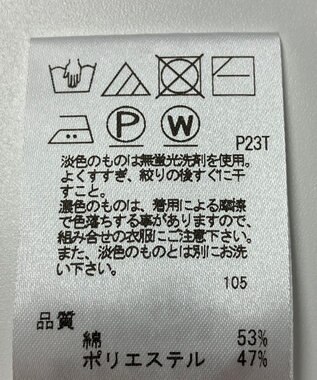 P W P23T
淡色のものは無蛍光洗剤を使用。
よくすすぎ、絞りの後すぐに干
すこと。
濃色のものは、着用による摩擦
で色落ちする事がありますので、
組み合せの衣服にご注意下さい。
また、淡色のものとは別にお洗
い下さい。
105
品質
綿 53%
ポリエステル 47%